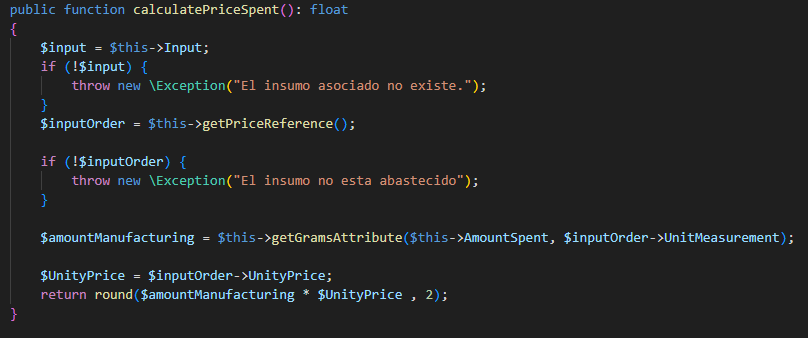 public function calculatePriceSpent(): float
{
    $input = $this->Input;
    if (!$input) {
        throw new \Exception("El insumo asociado no existe.");
    }
    $inputOrder = $this->getPriceReference();

    if (!$inputOrder) {
        throw new \Exception("El insumo no esta abastecido");
    }

    $amountManufacturing = $this->getGramsAttribute($this->AmountSpent, $inputOrder->UnitMeasurement);

    $UnityPrice = $inputOrder->UnityPrice;
    return round($amountManufacturing * $UnityPrice , 2);
}